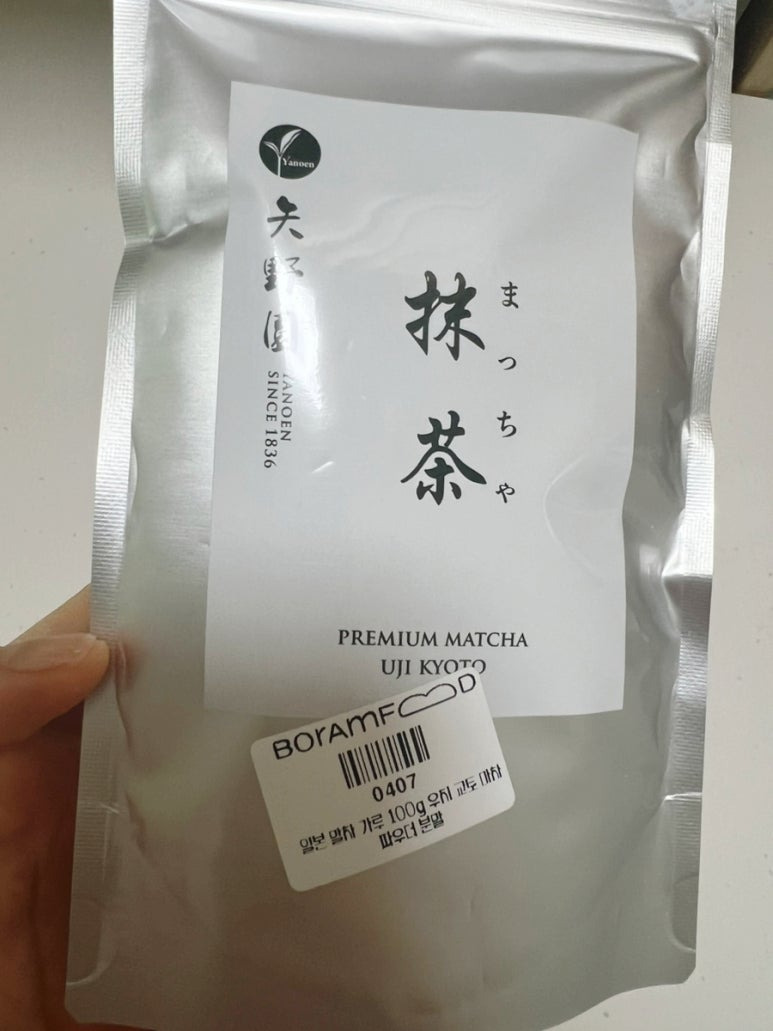 Yanoen
矢野園
YANOEN
SINCE 1836
抹茶
まっちゃ
PREMIUM MATCHA
UJI KYOTO
BORAMFOOD
0407
일본 말차 가루 100g 우지 교토 마차
파우더 분말